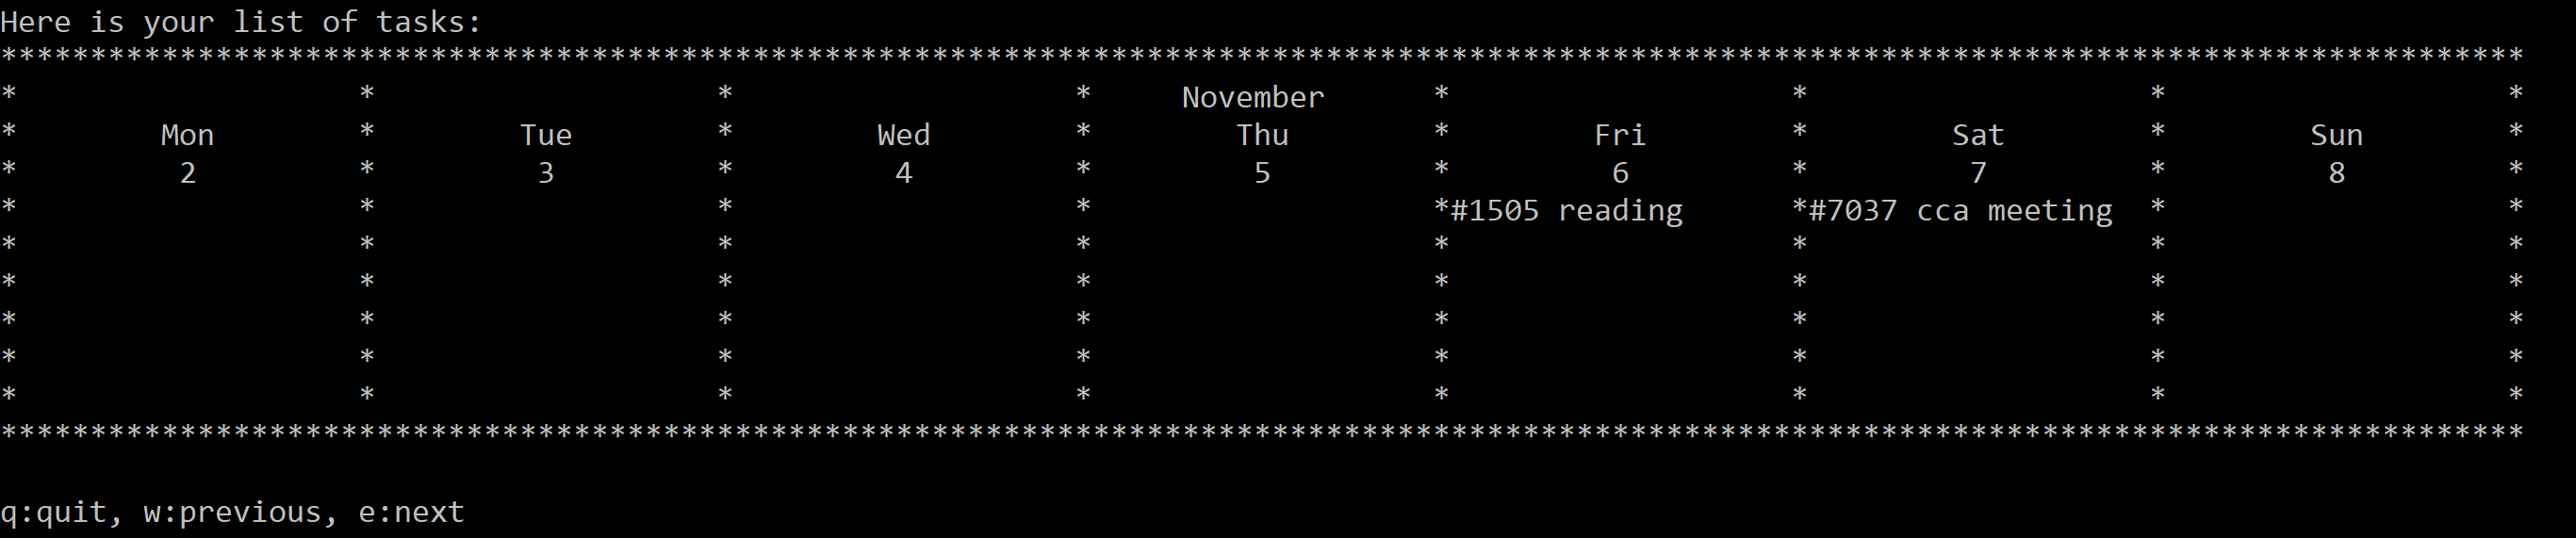 Here is your list of tasks:
*********************************************************************************************************************************************
*                   *                   *                   *     November      *                   *                   *                   *
*        Mon        *        Tue        *        Wed        *        Thu        *        Fri        *        Sat        *        Sun        *
*         2         *         3         *         4         *         5         *         6         *         7         *         8         *
*                   *                   *                   *                   *#1505 reading      *#7037 cca meeting  *                   *
*                   *                   *                   *                   *                   *                   *                   *
*                   *                   *                   *                   *                   *                   *                   *
*                   *                   *                   *                   *                   *                   *                   *
*                   *                   *                   *                   *                   *                   *                   *
*                   *                   *                   *                   *                   *                   *                   *
*********************************************************************************************************************************************
q:quit, w:previous, e:next